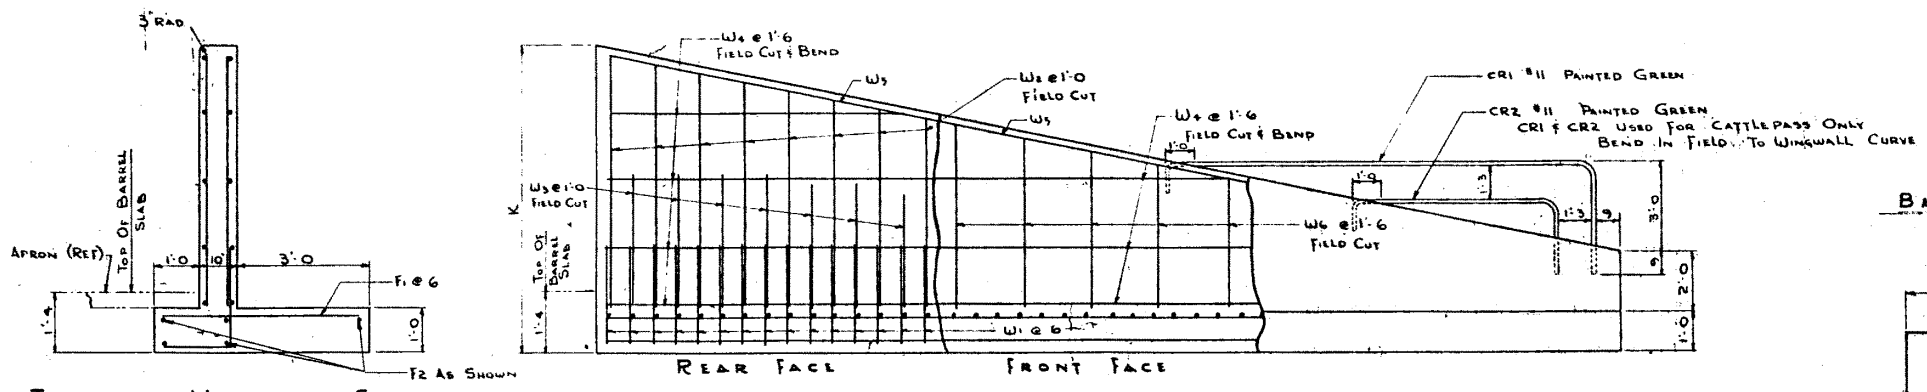 3" RAD
TOP OF BARREL
SLAB
APRON (REF)
1'-0
10
3'-0
F1 @ 6
1'-4
1'-0
F2 AS SHOWN
W4 @ 1'-6
FIELD CUT & BEND
W5
W2 @ 1'-0
FIELD CUT
W5
W4 @ 1'-6
FIELD CUT & BEND
CR1 #11 PAINTED GREEN
CR2 #11 PAINTED GREEN
CR1 & CR2 USED FOR CATTLEPASS ONLY
BEND IN FIELD TO WINGWALL CURVE
1'-0
1'-0
1'-3
1'-3
9
3'-0
9
2'-0
1'-0
K
W3 @ 1'-0
FIELD CUT
TOP OF
BARREL
SLAB
1'-4
W6 @ 1'-6
FIELD CUT
W1 @ 6
REAR FACE
FRONT FACE